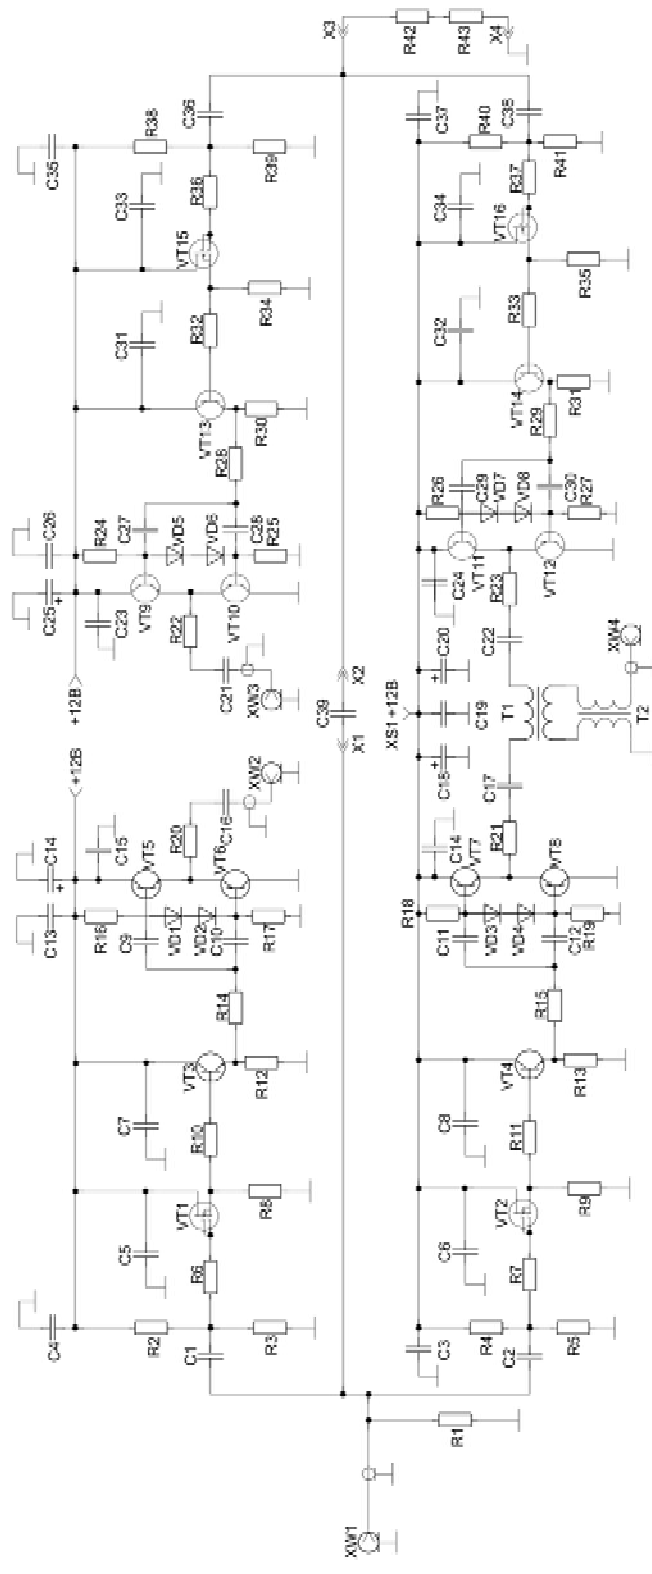 C4
C13
C14
C25
C26
C35
+12В
+12В
C5
C7
R16
C9
C15
C23
R24
C27
C31
C33
R2
VT5
VT9
R38
C1
VT1
R6
R10
VT3
VD1
R20
R22
VD5
R32
VT15
R36
C36
VD2
VT6
VT13
VD6
C10
R14
C16
C21
VT10
R28
R3
R8
R12
R17
XW2
XW3
C28
R25
R30
R34
R39
C39
X3
XW1
X1
X2
XS1 +12В
R18
R42
C3
C6
C8
C11
C14
C18
C20
C24
R26
C32
C34
C37
R1
R4
VD3
VT7
C19
VT11
C29
R43
R40
C2
VT2
R7
R11
VT4
VD4
R21
C17
T1
C22
R23
VD7
VD8
VT14
R33
VT16
R37
C38
X4
R15
VT8
VT12
R29
R5
R9
R13
C12
R19
C30
R27
R31
R35
R41
XW4
T2